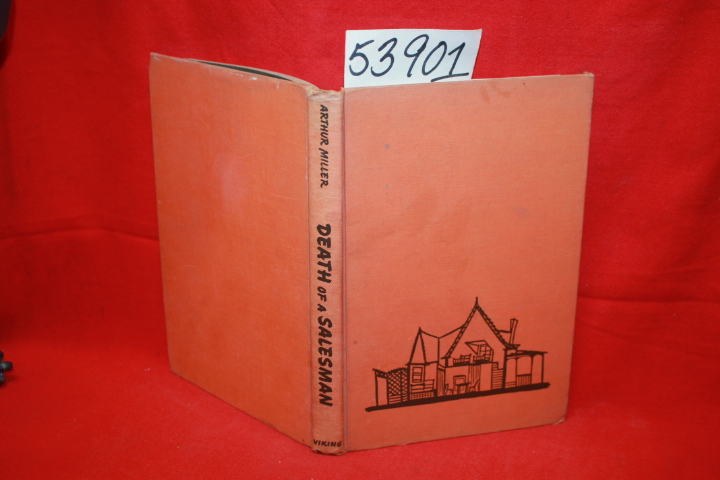 53901
ARTHUR MILLER
DEATH OF A SALESMAN
VIKING